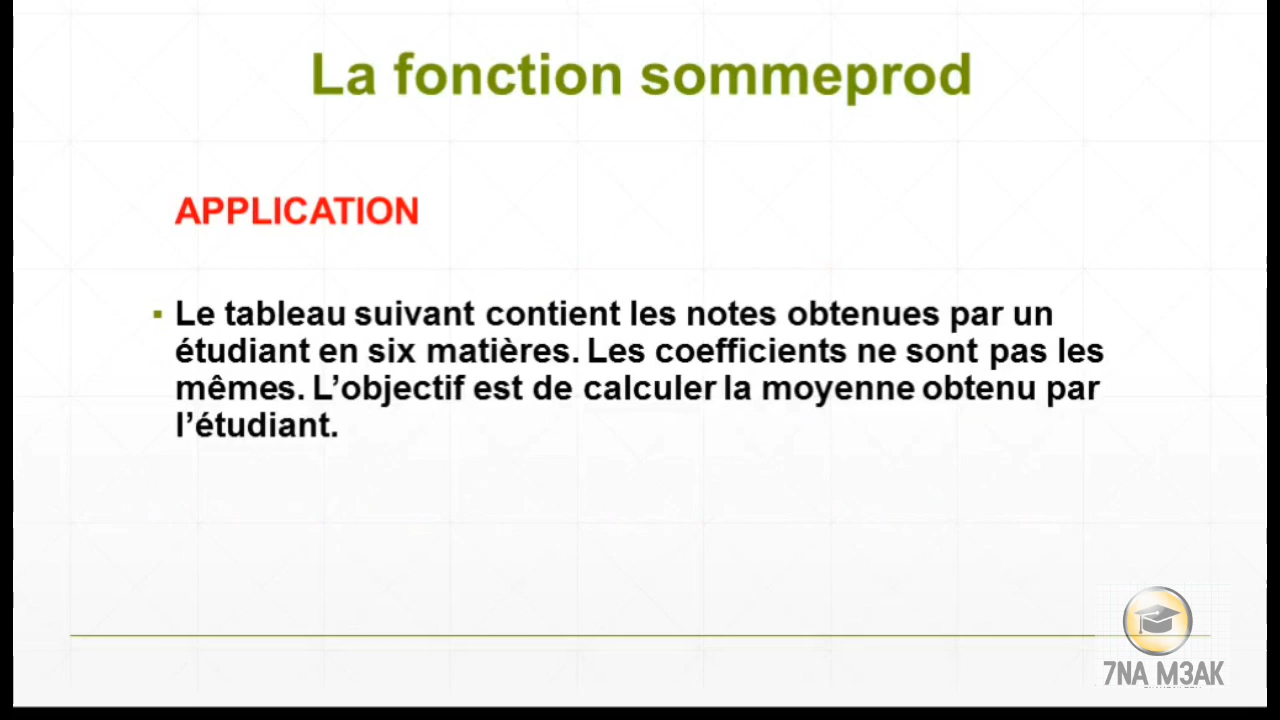 La fonction sommeprod
APPLICATION
Le tableau suivant contient les notes obtenues par un
étudiant en six matières. Les coefficients ne sont pas les
mêmes. L’objectif est de calculer la moyenne obtenu par
l’étudiant.
7NA M3AK